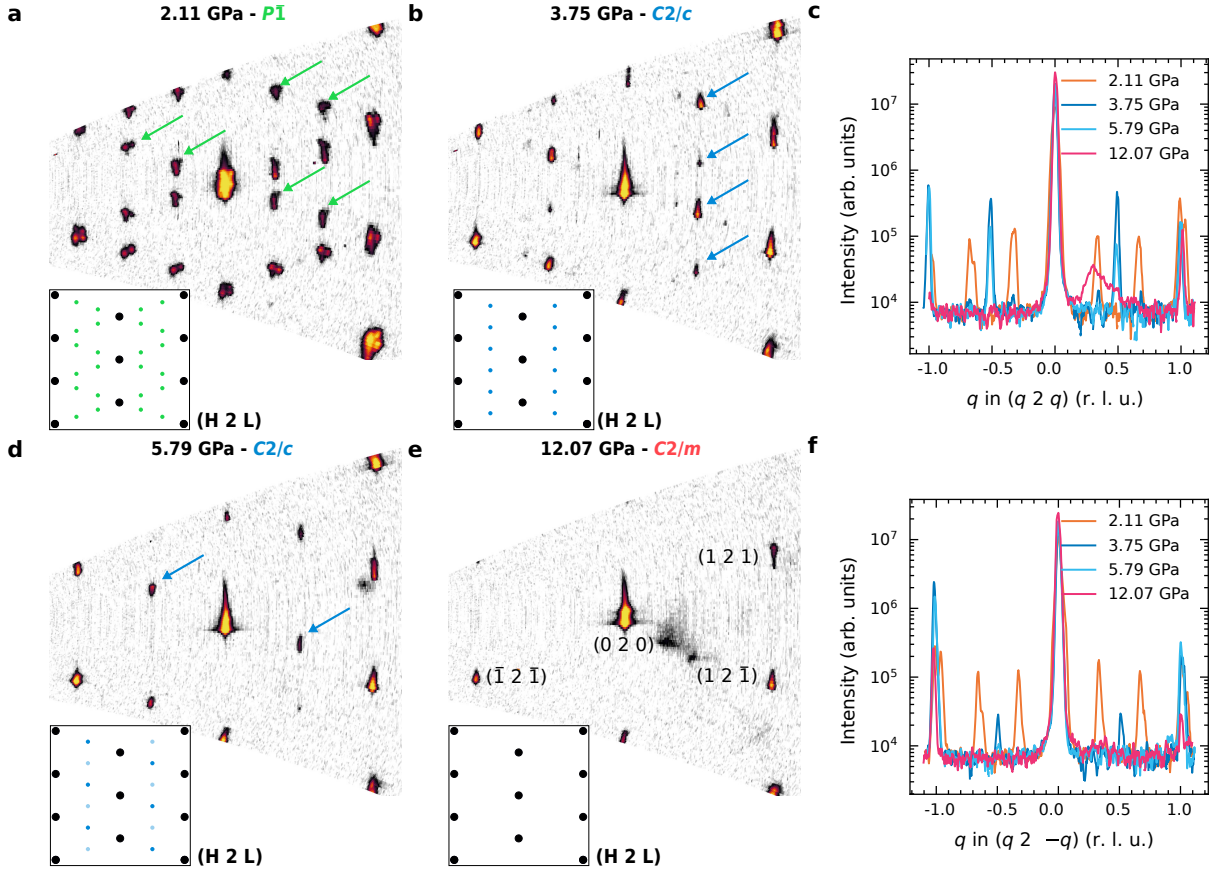 a
2.11 GPa - P1̄
(H 2 L)
b
3.75 GPa - C2/c
(H 2 L)
c
10⁷
10⁶
10⁵
10⁴
Intensity (arb. units)
2.11 GPa
3.75 GPa
5.79 GPa
12.07 GPa
-1.0 -0.5 0.0 0.5 1.0
q in (q 2 q) (r. l. u.)
d
5.79 GPa - C2/c
(H 2 L)
e
12.07 GPa - C2/m
(1 2 1)
(0 2 0)
(1̄ 2 1̄)
(1 2 1̄)
(H 2 L)
f
10⁷
10⁶
10⁵
10⁴
Intensity (arb. units)
2.11 GPa
3.75 GPa
5.79 GPa
12.07 GPa
-1.0 -0.5 0.0 0.5 1.0
q in (q 2 −q) (r. l. u.)